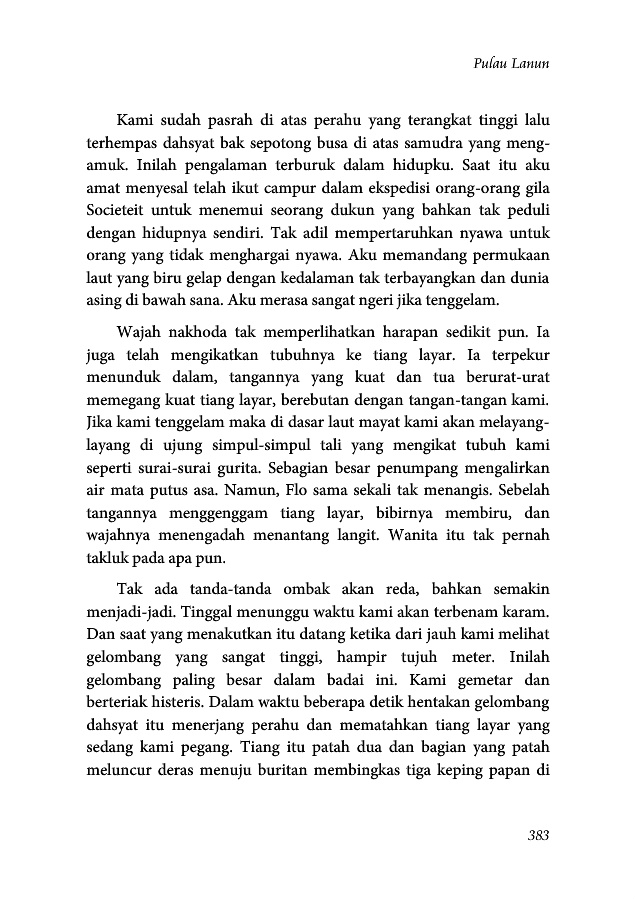 Pulau Lanun
Kami sudah pasrah di atas perahu yang terangkat tinggi lalu
terhempas dahsyat bak sepotong busa di atas samudra yang meng-
amuk. Inilah pengalaman terburuk dalam hidupku. Saat itu aku
amat menyesal telah ikut campur dalam ekspedisi orang-orang gila
Societeit untuk menemui seorang dukun yang bahkan tak peduli
dengan hidupnya sendiri. Tak adil mempertaruhkan nyawa untuk
orang yang tidak menghargai nyawa. Aku memandang permukaan
laut yang biru gelap dengan kedalaman tak terbayangkan dan dunia
asing di bawah sana. Aku merasa sangat ngeri jika tenggelam.
Wajah nakhoda tak memperlihatkan harapan sedikit pun. Ia
juga telah mengikatkan tubuhnya ke tiang layar. Ia terpekur
menunduk dalam, tangannya yang kuat dan tua berurat-urat
memegang kuat tiang layar, berebutan dengan tangan-tangan kami.
Jika kami tenggelam maka di dasar laut mayat kami akan melayang-
layang di ujung simpul-simpul tali yang mengikat tubuh kami
seperti surai-surai gurita. Sebagian besar penumpang mengalirkan
air mata putus asa. Namun, Flo sama sekali tak menangis. Sebelah
tangannya menggenggam tiang layar, bibirnya membiru, dan
wajahnya menengadah menantang langit. Wanita itu tak pernah
takluk pada apa pun.
Tak ada tanda-tanda ombak akan reda, bahkan semakin
menjadi-jadi. Tinggal menunggu waktu kami akan terbenam karam.
Dan saat yang menakutkan itu datang ketika dari jauh kami melihat
gelombang yang sangat tinggi, hampir tujuh meter. Inilah
gelombang paling besar dalam badai ini. Kami gemetar dan
berteriak histeris. Dalam waktu beberapa detik hentakan gelombang
dahsyat itu menerjang perahu dan mematahkan tiang layar yang
sedang kami pegang. Tiang itu patah dua dan bagian yang patah
meluncur deras menuju buritan membingkas tiga keping papan di
383